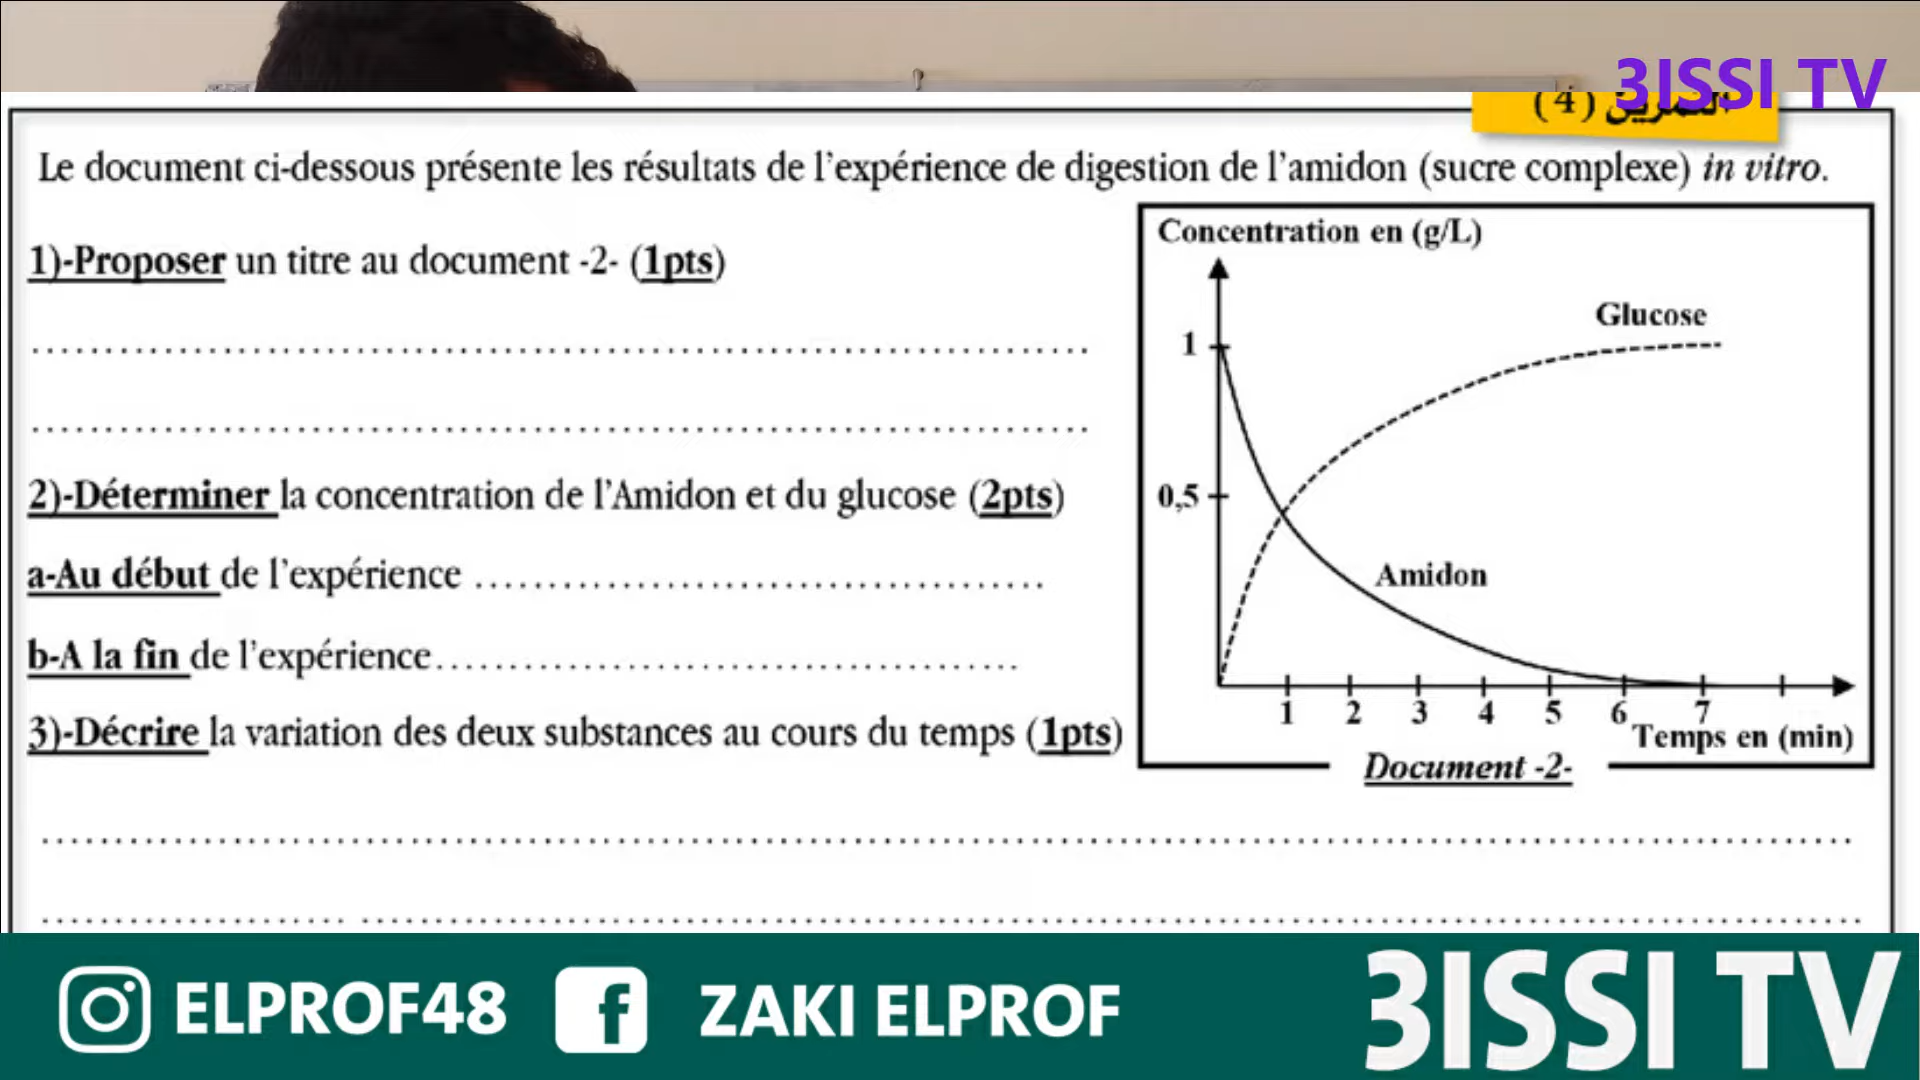 3ISSI TV
(4) التمرين
Le document ci-dessous présente les résultats de l'expérience de digestion de l'amidon (sucre complexe) in vitro.
1)-Proposer un titre au document -2- (1pts)
2)-Déterminer la concentration de l'Amidon et du glucose (2pts)
a-Au début de l'expérience
b-A la fin de l'expérience
3)-Décrire la variation des deux substances au cours du temps (1pts)
Concentration en (g/L)
Glucose
1
0,5
Amidon
1 2 3 4 5 6 7
Temps en (min)
Document -2-
ELPROF48
ZAKI ELPROF
3ISSI TV